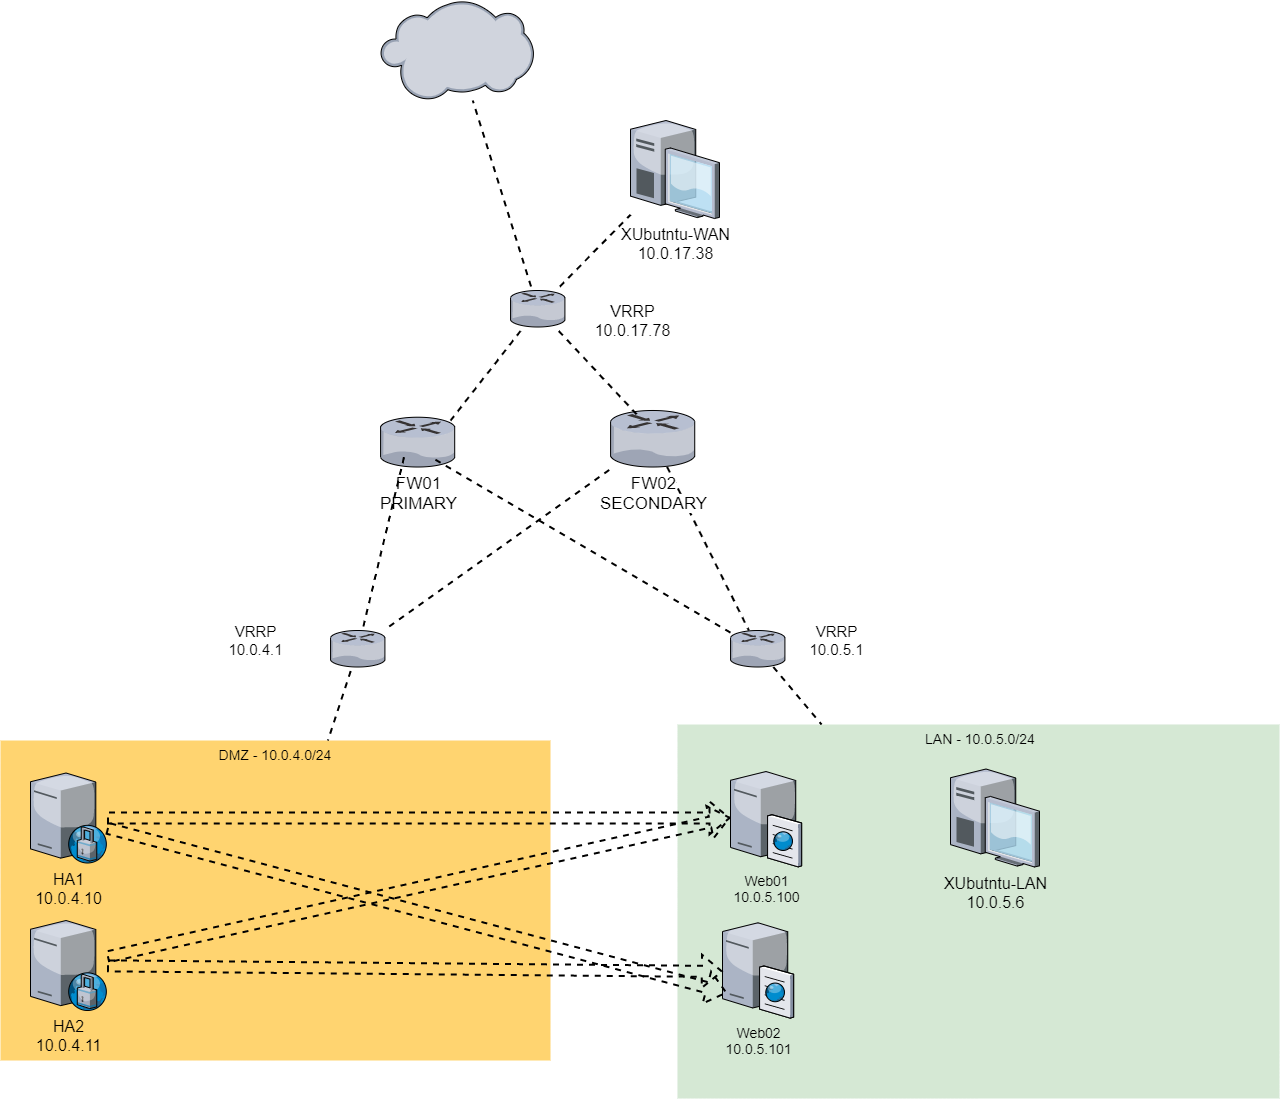 XUbutntu-WAN
10.0.17.38
VRRP
10.0.17.78
FW01
PRIMARY
FW02
SECONDARY
VRRP
10.0.4.1
VRRP
10.0.5.1
DMZ - 10.0.4.0/24
HA1
10.0.4.10
HA2
10.0.4.11
LAN - 10.0.5.0/24
Web01
10.0.5.100
XUbutntu-LAN
10.0.5.6
Web02
10.0.5.101